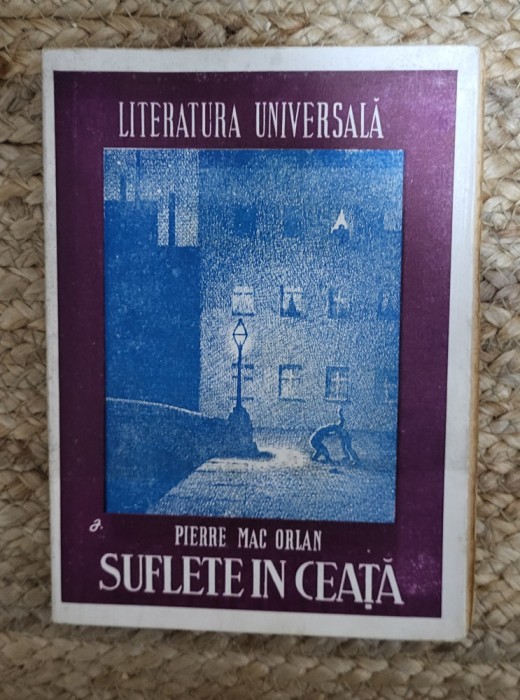 LITERATURA UNIVERSALĂ
J.
PIERRE MAC ORLAN
SUFLETE IN CEAȚĂ